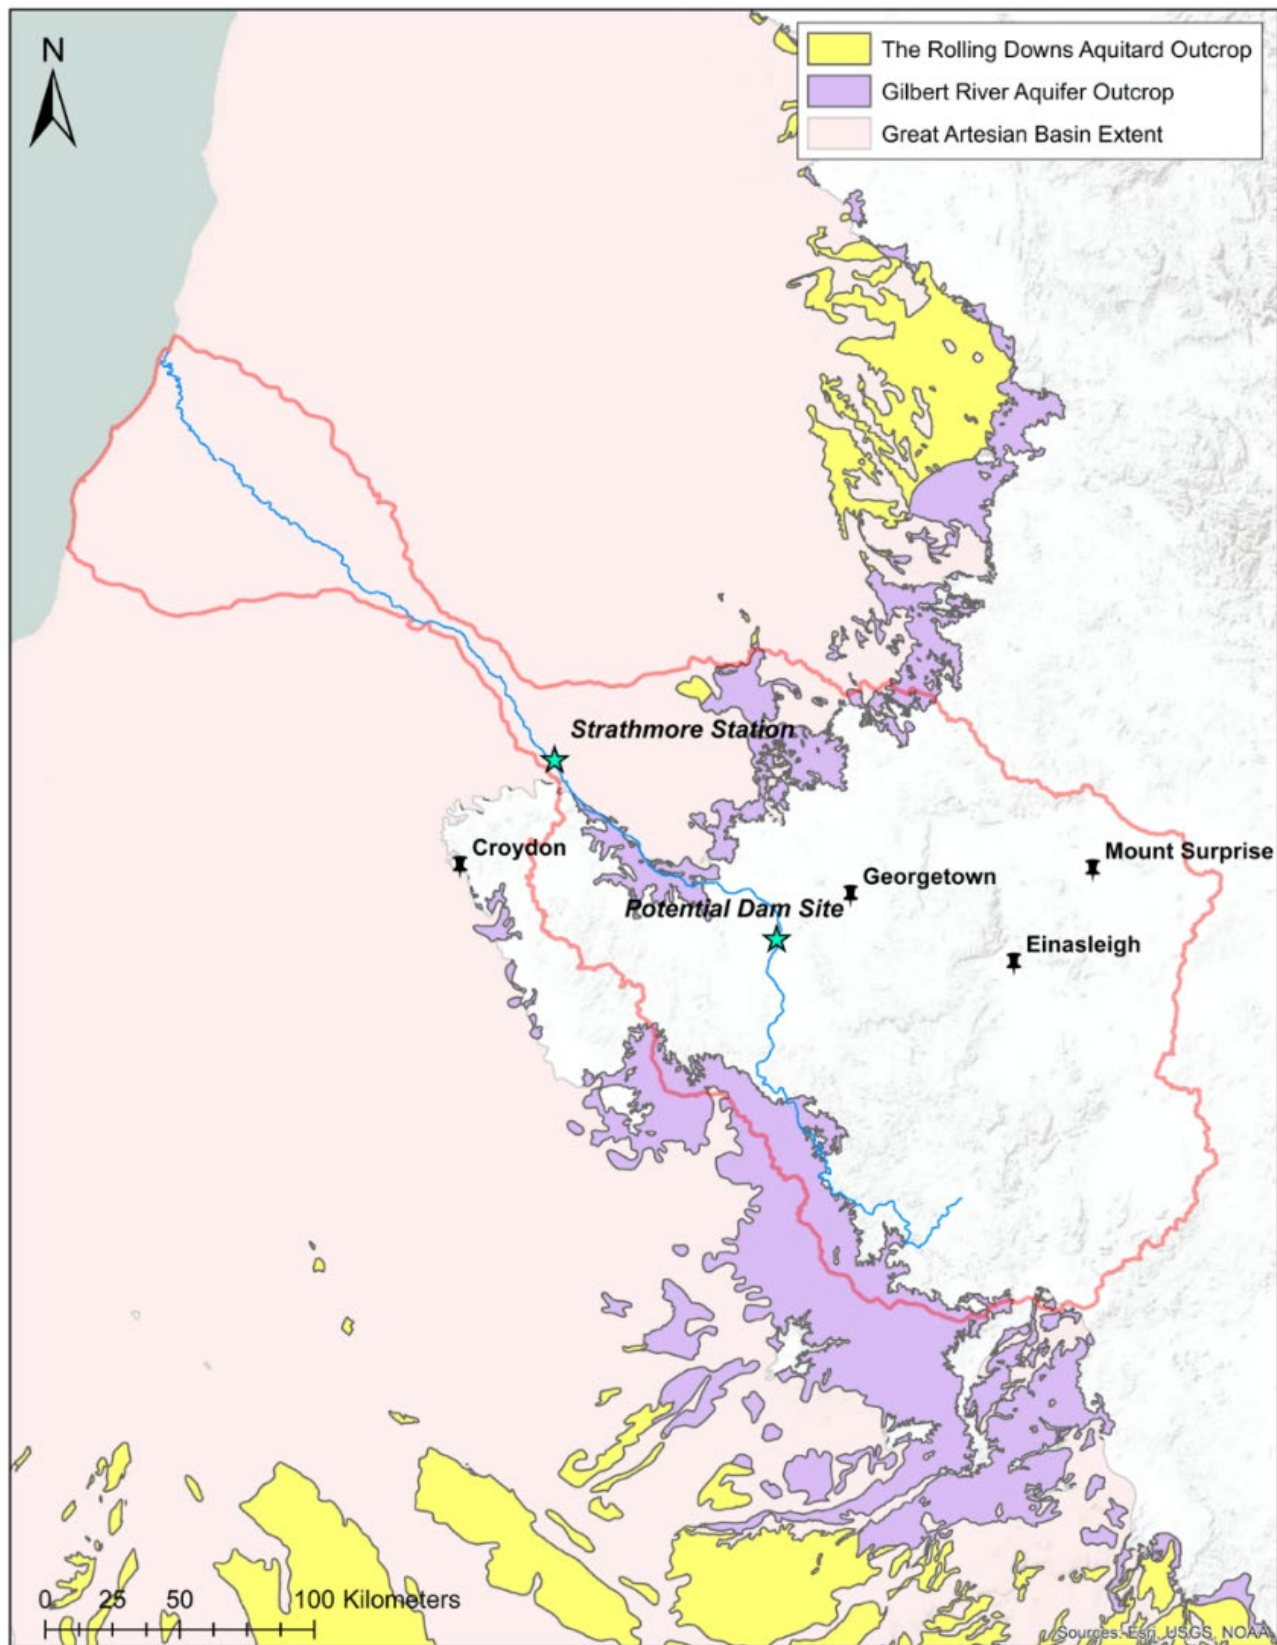 N
The Rolling Downs Aquitard Outcrop
Gilbert River Aquifer Outcrop
Great Artesian Basin Extent
Strathmore Station
Croydon
Mount Surprise
Georgetown
Potential Dam Site
Einasleigh
0 25 50 100 Kilometers
Sources: Esri, USGS, NOAA